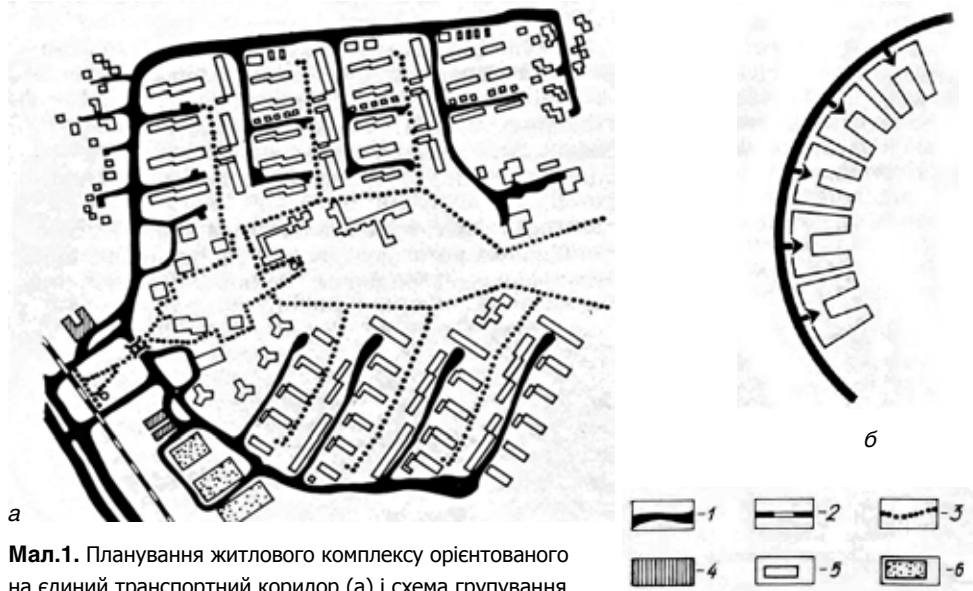 а
б
-1 -2 -3
-4 -5 -6
Мал.1. Планування житлового комплексу орієнтованого
на єдиний транспортний коридор (а) і схема групування